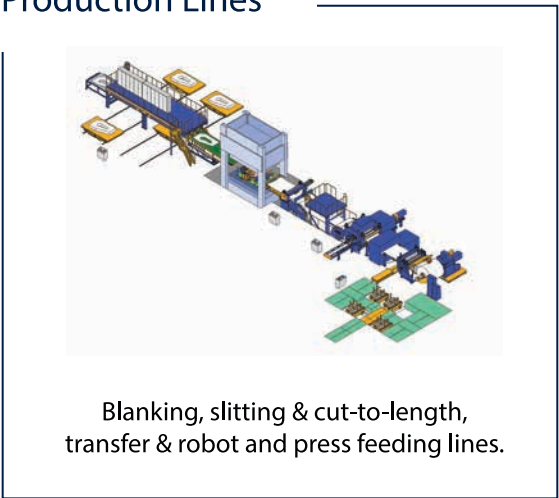 Production Lines
Blanking, slitting & cut-to-length,
transfer & robot and press feeding lines.